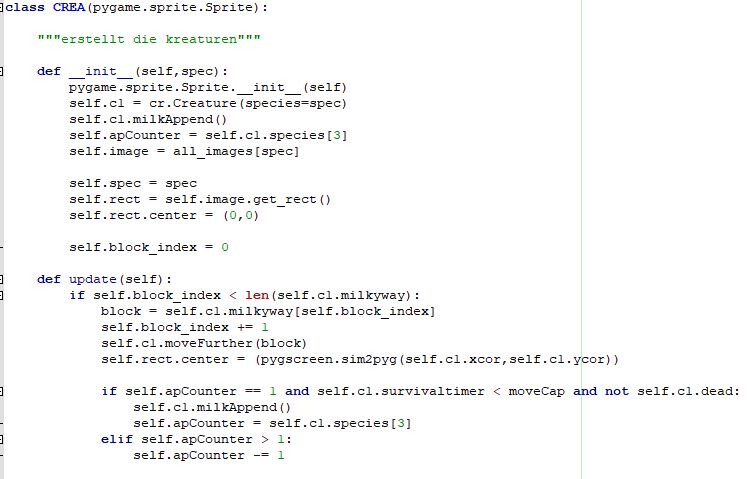 class CREA(pygame.sprite.Sprite):
"""erstellt die kreaturen"""
def __init__(self,spec):
pygame.sprite.Sprite.__init__(self)
self.cl = cr.Creature(species=spec)
self.cl.milkAppend()
self.apCounter = self.cl.species[3]
self.image = all_images[spec]
self.spec = spec
self.rect = self.image.get_rect()
self.rect.center = (0,0)
self.block_index = 0
def update(self):
if self.block_index < len(self.cl.milkyway):
block = self.cl.milkyway[self.block_index]
self.block_index += 1
self.cl.moveFurther(block)
self.rect.center = (pygscreen.sim2pyg(self.cl.xcor,self.cl.ycor))
if self.apCounter == 1 and self.cl.survivaltimer < moveCap and not self.cl.dead:
self.cl.milkAppend()
self.apCounter = self.cl.species[3]
elif self.apCounter > 1:
self.apCounter -= 1